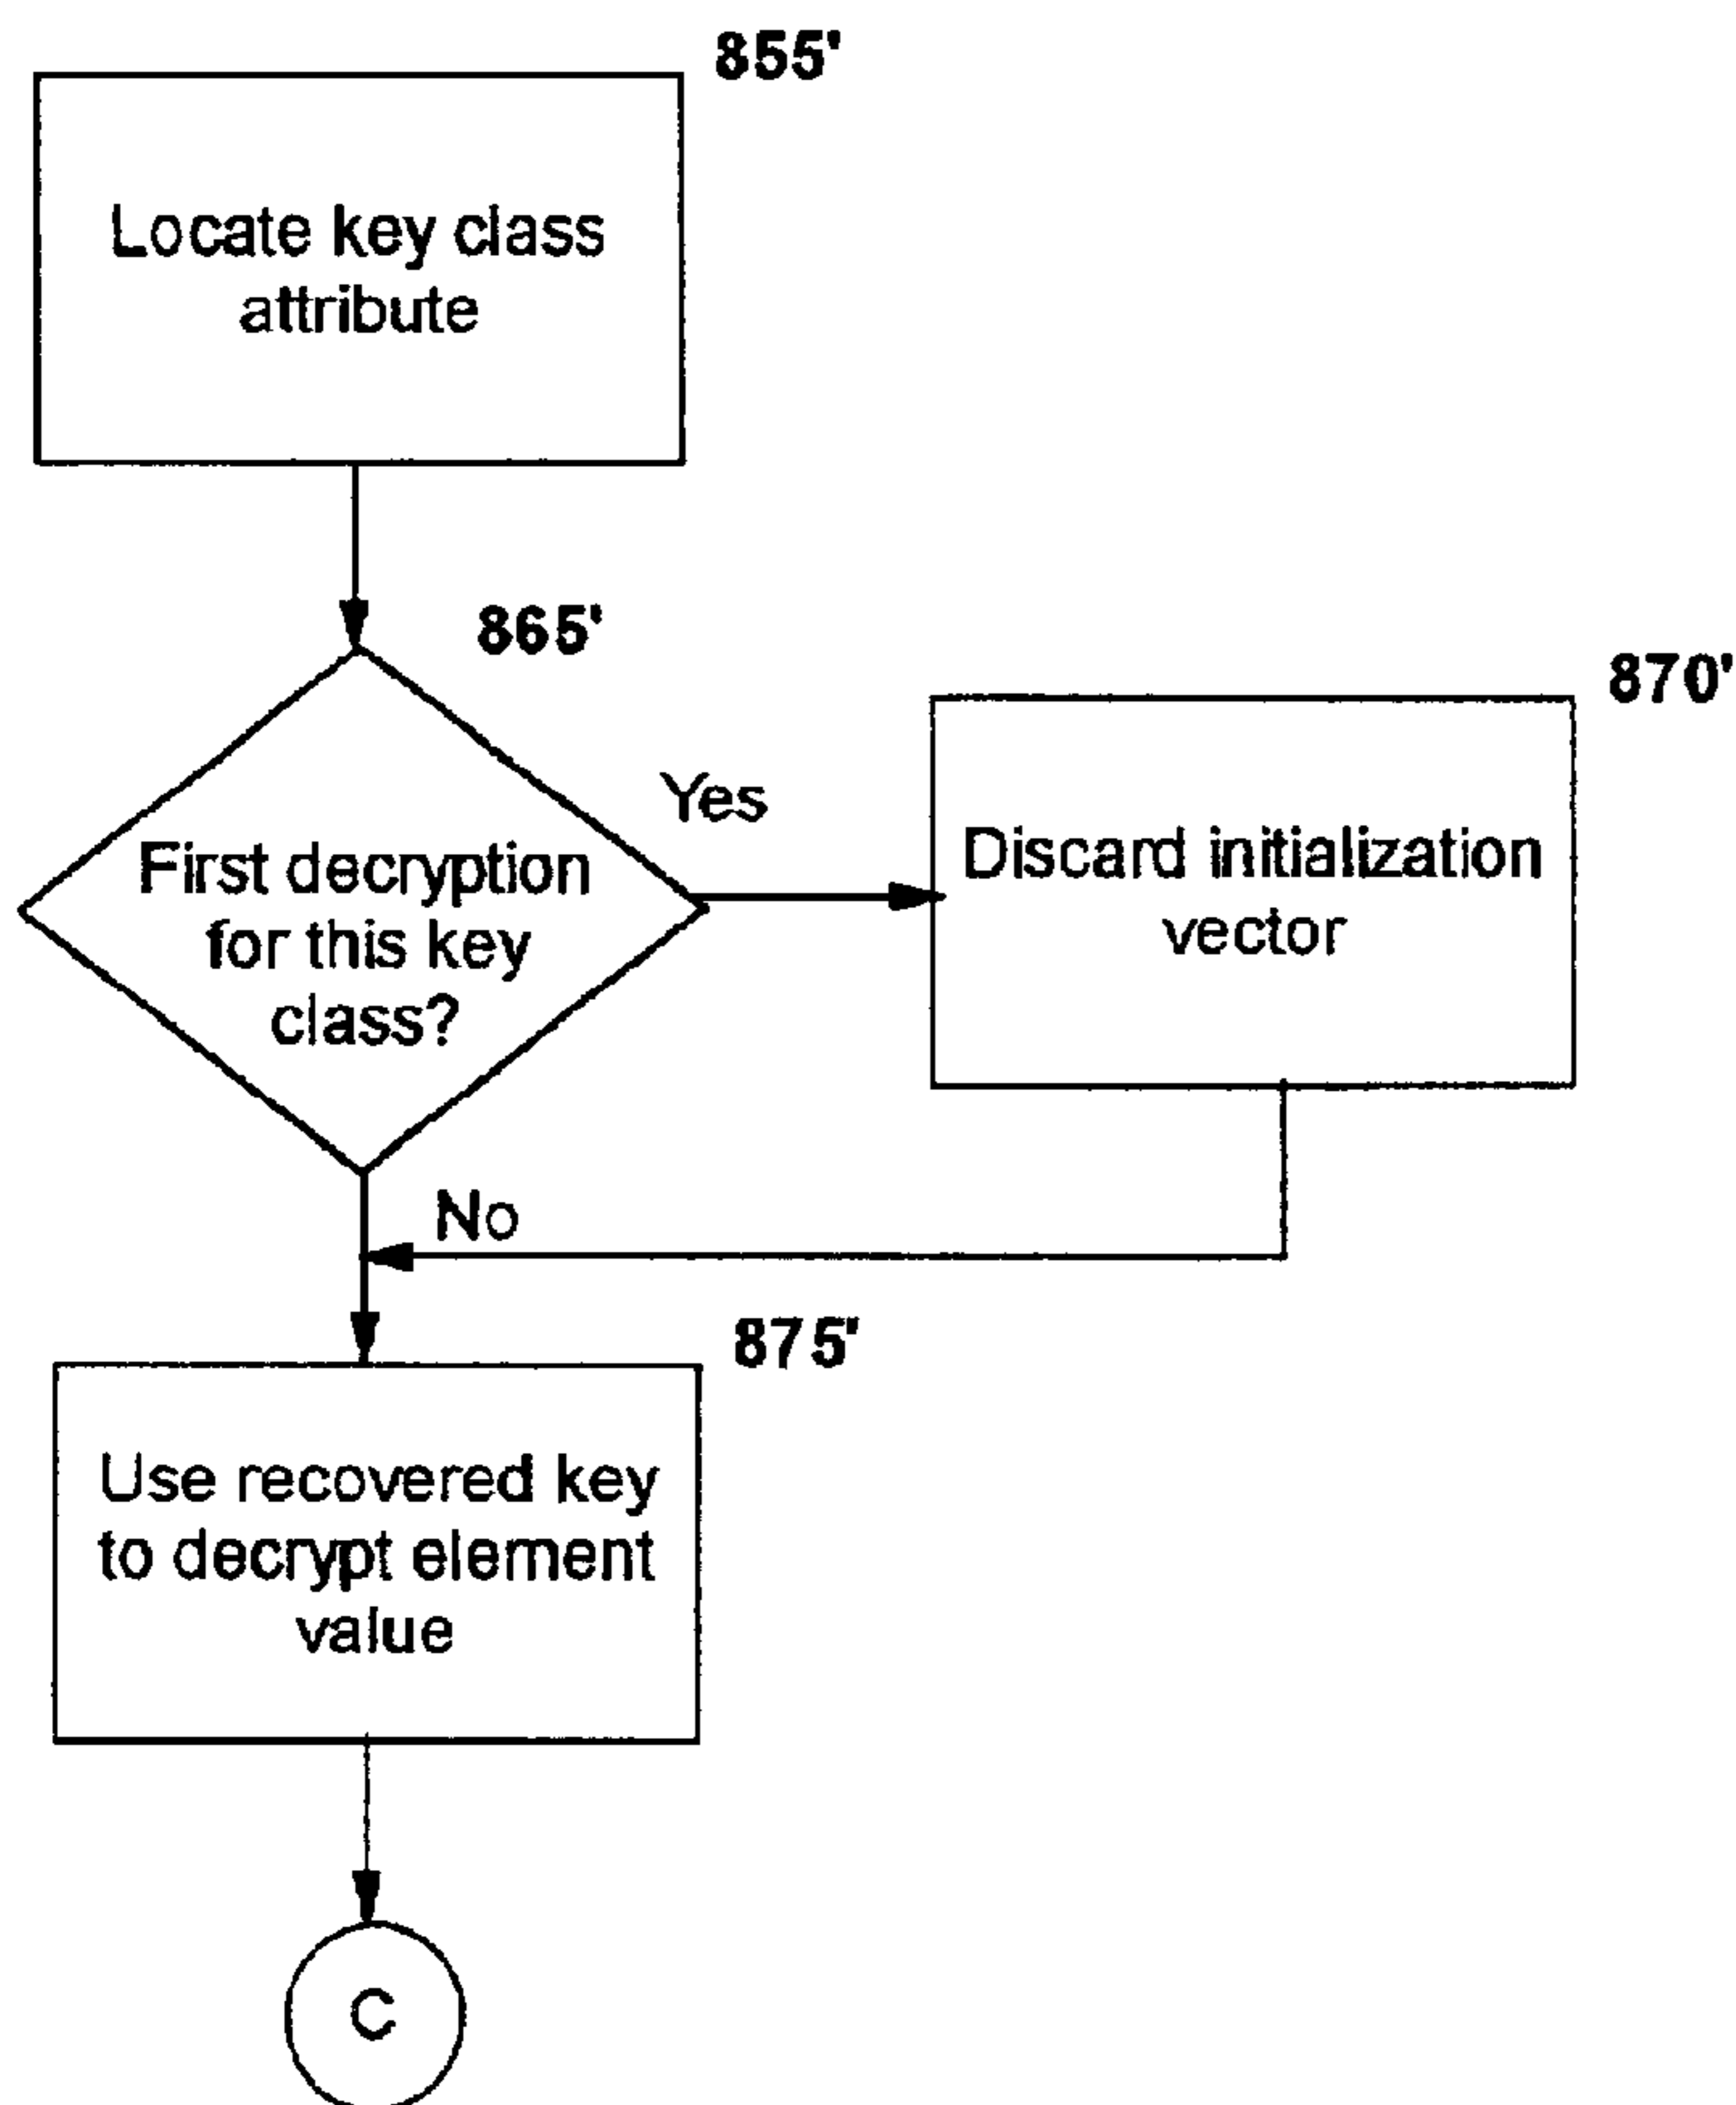 855'
Locate key class
attribute
865'
870'
Yes
First decryption
for this key
class?
Discard initialization
vector
No
875'
Use recovered key
to decrypt element
value
C